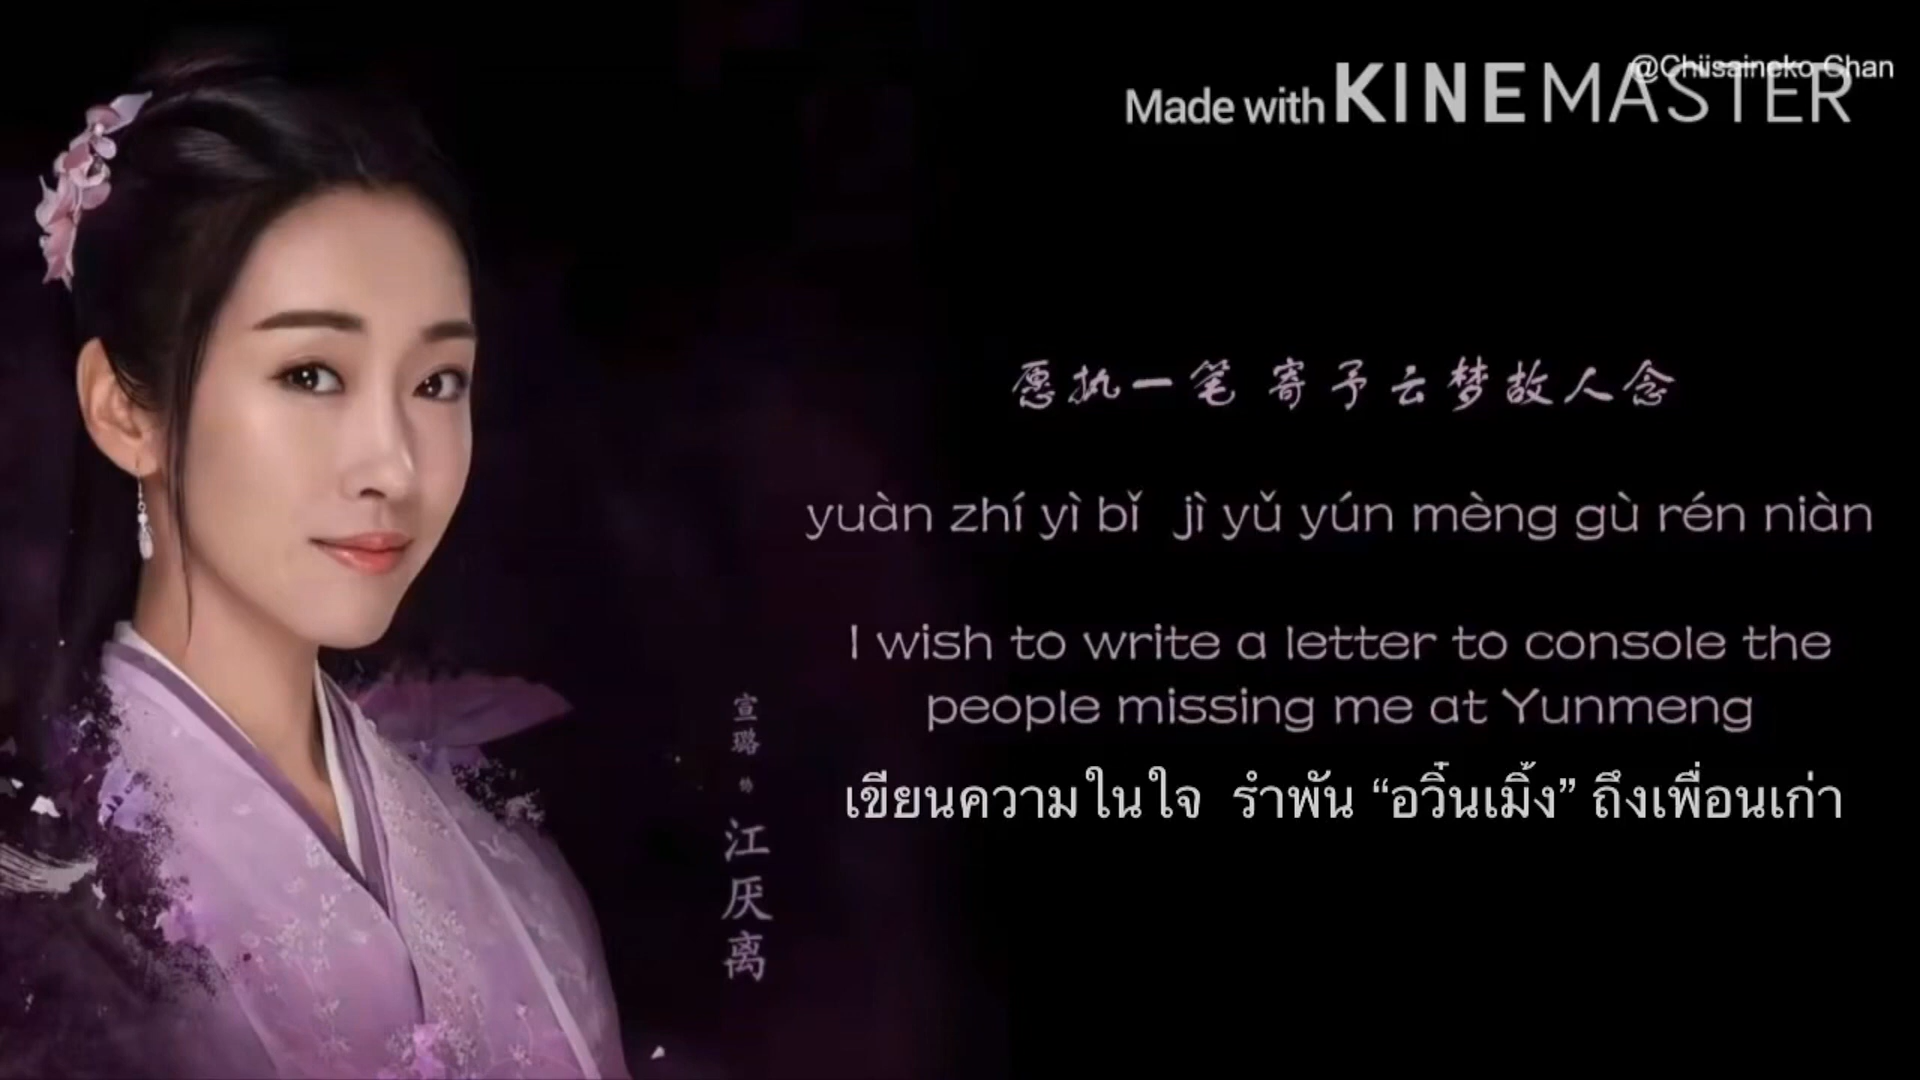 @Chiisaineko Chan
Made with KINEMASTER
愿执一笔 寄予云梦故人念
yuàn zhí yì bǐ jì yǔ yún mèng gù rén niàn
I wish to write a letter to console the
people missing me at Yunmeng
เขียนความในใจ รำพัน “อวิ๋นเมิ้ง” ถึงเพื่อนเก่า
宣璐 饰
江厌离